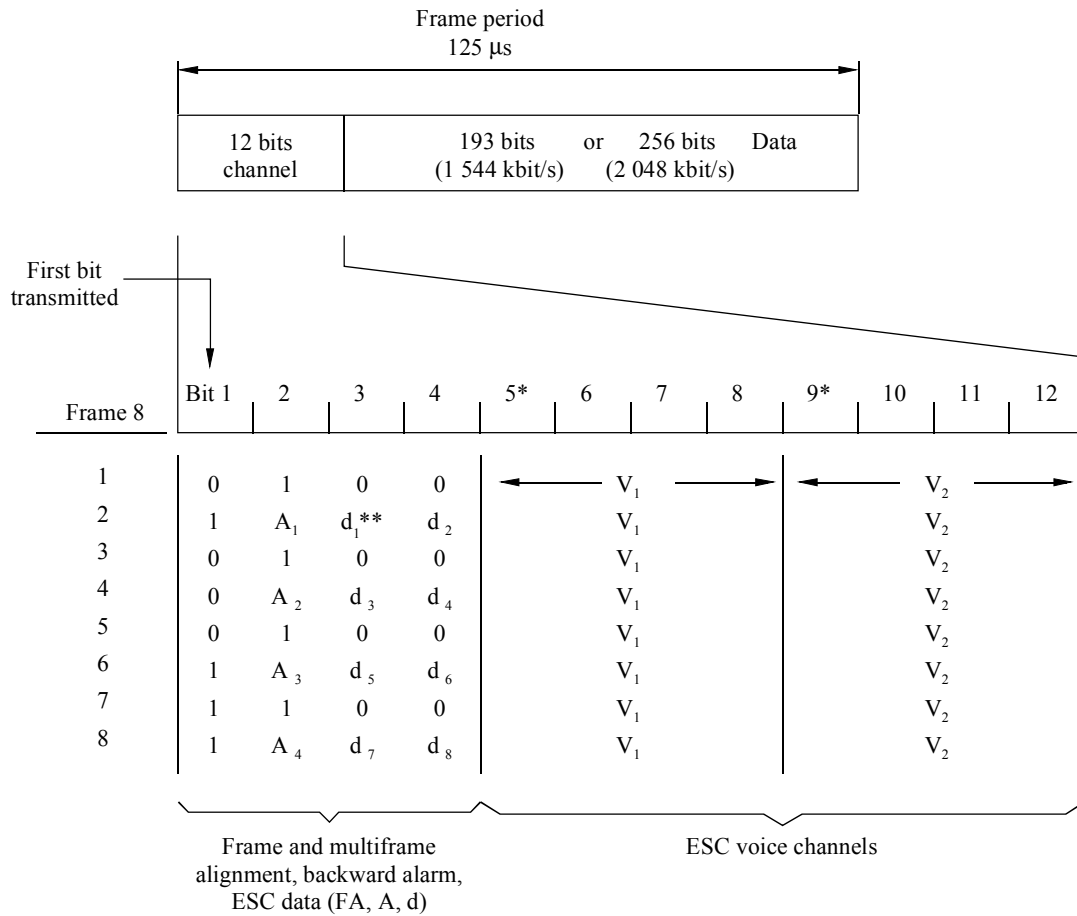 Frame period
125 μs
12 bits
channel
193 bits or 256 bits Data
(1 544 kbit/s) (2 048 kbit/s)
First bit
transmitted
Frame 8 Bit 1 2 3 4 5* 6 7 8 9* 10 11 12
1 0 1 0 0 V₁ V₂
2 1 A₁ d₁** d₂ V₁ V₂
3 0 1 0 0 V₁ V₂
4 0 A₂ d₃ d₄ V₁ V₂
5 0 1 0 0 V₁ V₂
6 1 A₃ d₅ d₆ V₁ V₂
7 1 1 0 0 V₁ V₂
8 1 A₄ d₇ d₈ V₁ V₂
Frame and multiframe
alignment, backward alarm,
ESC data (FA, A, d)
ESC voice channels